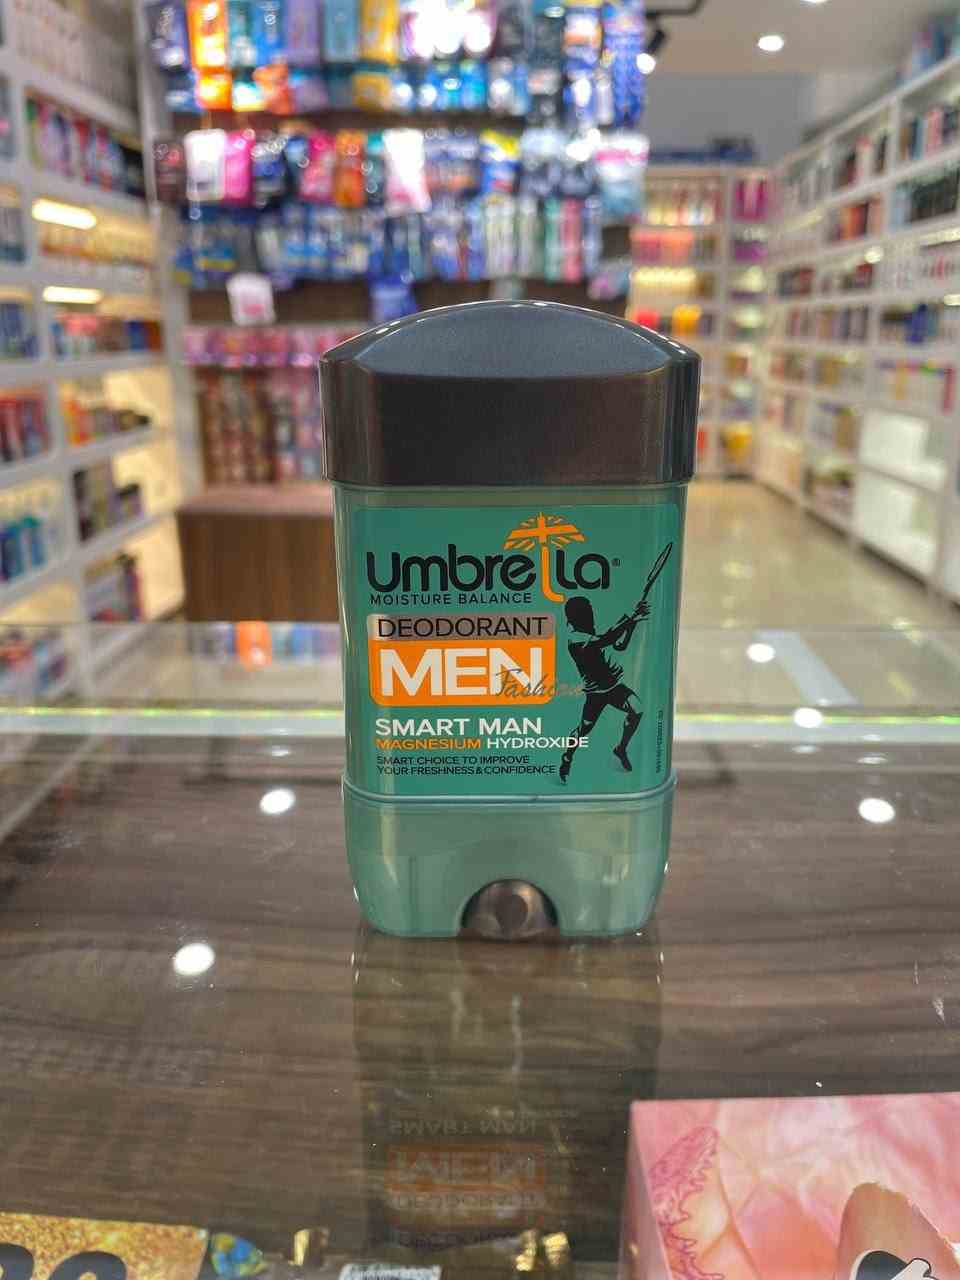 Umbrella®
MOISTURE BALANCE
DEODORANT
MEN
Fashion
SMART MAN
MAGNESIUM HYDROXIDE
SMART CHOICE TO IMPROVE
YOUR FRESHNESS & CONFIDENCE